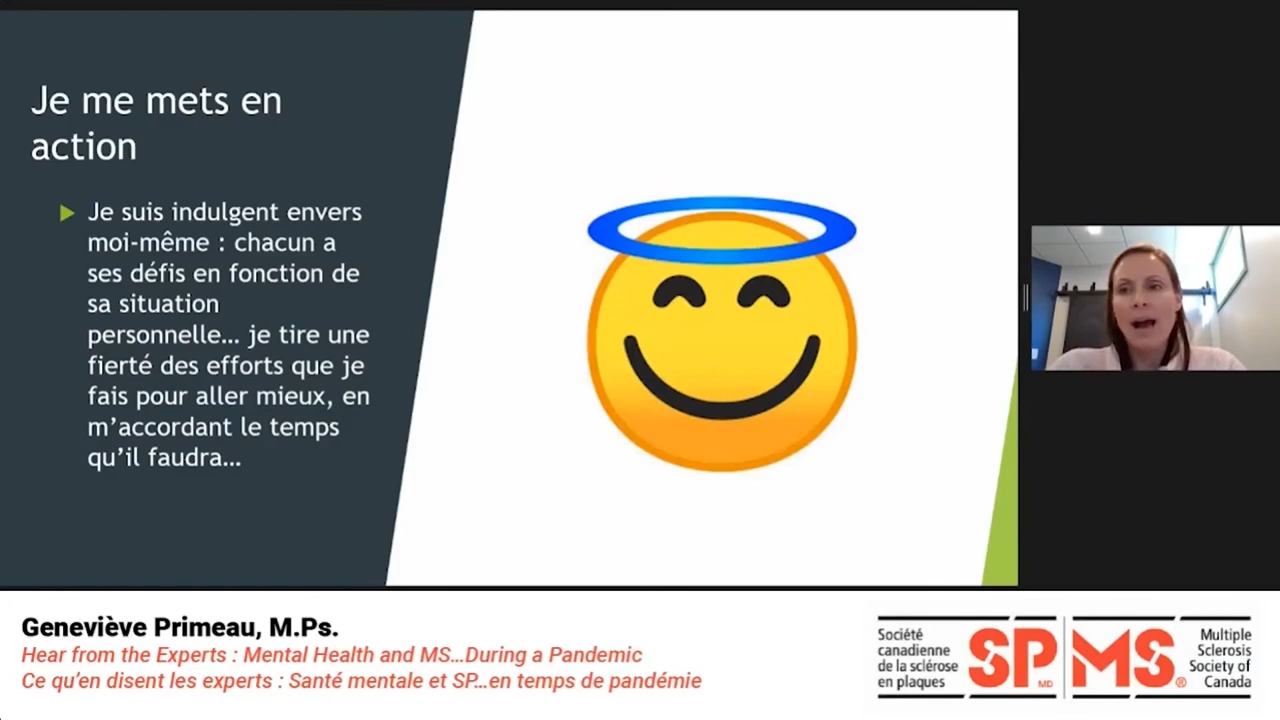 Je me mets en
action
Je suis indulgent envers
moi-même : chacun a
ses défis en fonction de
sa situation
personnelle... je tire une
fierté des efforts que je
fais pour aller mieux, en
m'accordant le temps
qu'il faudra...
Geneviève Primeau, M.Ps.
Hear from the Experts : Mental Health and MS...During a Pandemic
Ce qu'en disent les experts : Santé mentale et SP...en temps de pandémie
Société
canadienne
de la sclérose
en plaques
SP MD
MS ®
Multiple
Sclerosis
Society of
Canada